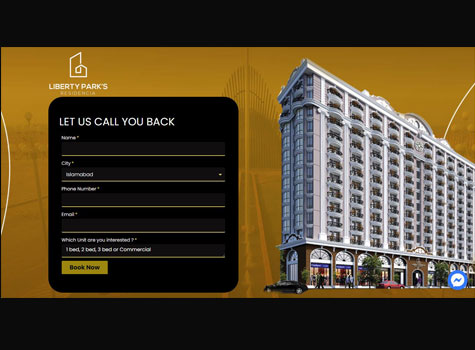 LIBERTY PARK'S
RESIDENCIA
LET US CALL YOU BACK
Name *
City *
Islamabad
Phone Number *
Email *
Which Unit are you interested ? *
1 bed, 2 bed, 3 bed or Commercial
Book Now